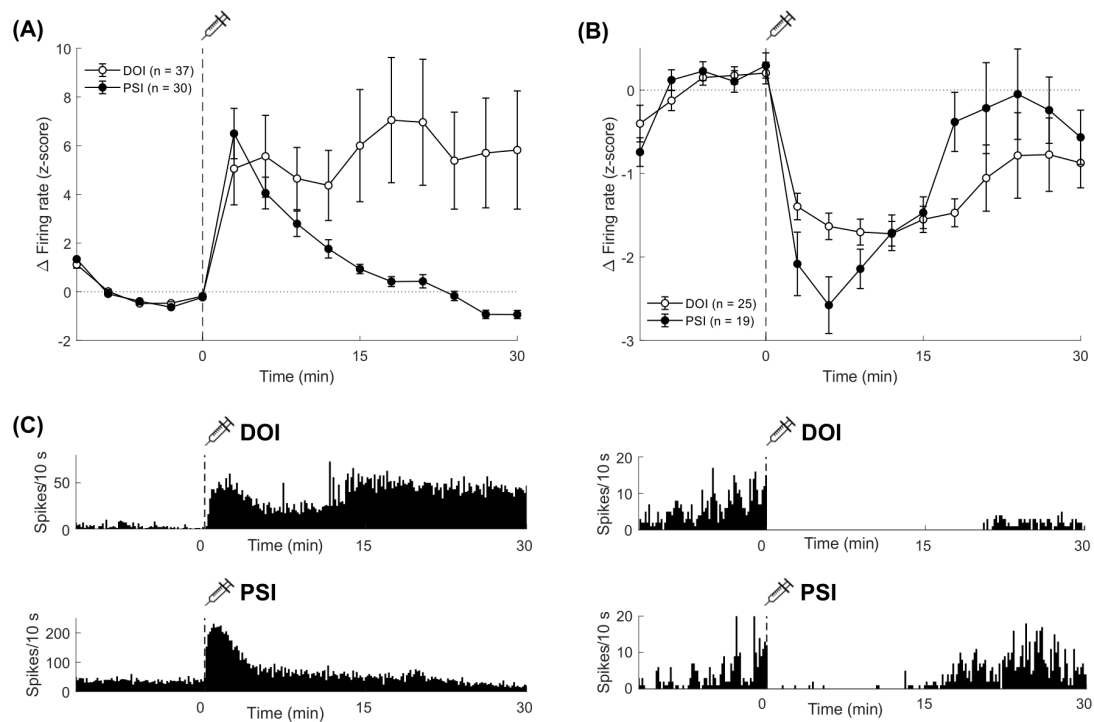 (A)
10
8
6
4
2
0
-2
Δ Firing rate (z-score)
DOI (n = 37)
PSI (n = 30)
0
15
30
Time (min)
(B)
0
-1
-2
-3
Δ Firing rate (z-score)
DOI (n = 25)
PSI (n = 19)
0
15
30
Time (min)
(C)
DOI
Spikes/10 s
50
0
0
15
30
Time (min)
DOI
Spikes/10 s
20
10
0
0
15
30
Time (min)
PSI
Spikes/10 s
200
100
0
0
15
30
Time (min)
PSI
Spikes/10 s
20
10
0
0
15
30
Time (min)